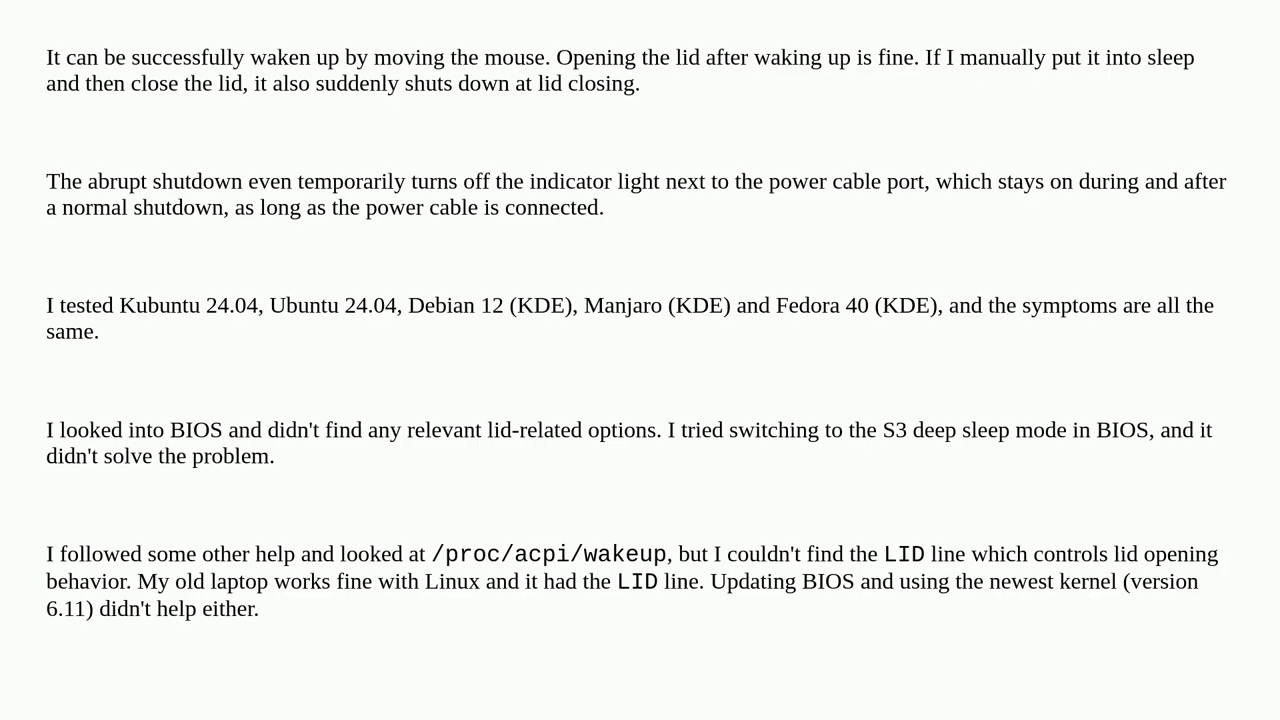 It can be successfully waken up by moving the mouse. Opening the lid after waking up is fine. If I manually put it into sleep
and then close the lid, it also suddenly shuts down at lid closing.
The abrupt shutdown even temporarily turns off the indicator light next to the power cable port, which stays on during and after
a normal shutdown, as long as the power cable is connected.
I tested Kubuntu 24.04, Ubuntu 24.04, Debian 12 (KDE), Manjaro (KDE) and Fedora 40 (KDE), and the symptoms are all the
same.
I looked into BIOS and didn't find any relevant lid-related options. I tried switching to the S3 deep sleep mode in BIOS, and it
didn't solve the problem.
I followed some other help and looked at /proc/acpi/wakeup, but I couldn't find the LID line which controls lid opening
behavior. My old laptop works fine with Linux and it had the LID line. Updating BIOS and using the newest kernel (version
6.11) didn't help either.